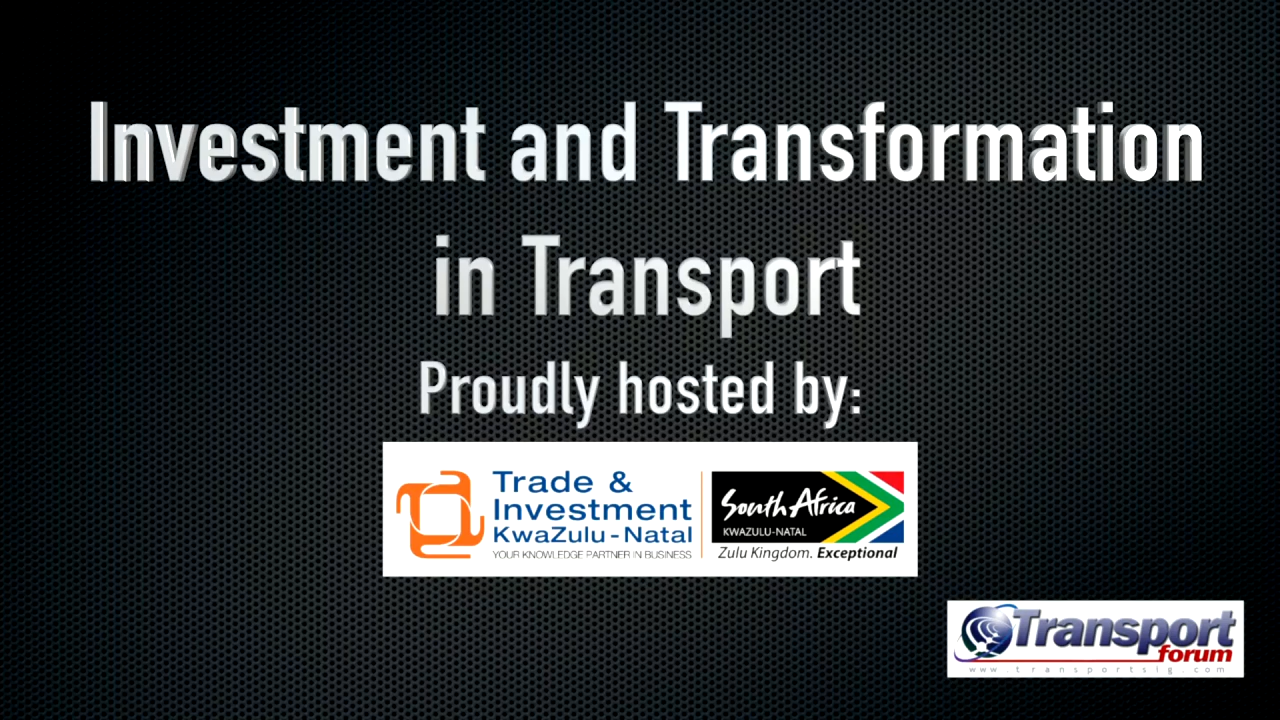 Investment and Transformation
in Transport
Proudly hosted by:
Trade &
Investment
KwaZulu-Natal
YOUR KNOWLEDGE PARTNER IN BUSINESS
South Africa
KWAZULU-NATAL
Zulu Kingdom. Exceptional
Transport
forum
www.transportsig.com